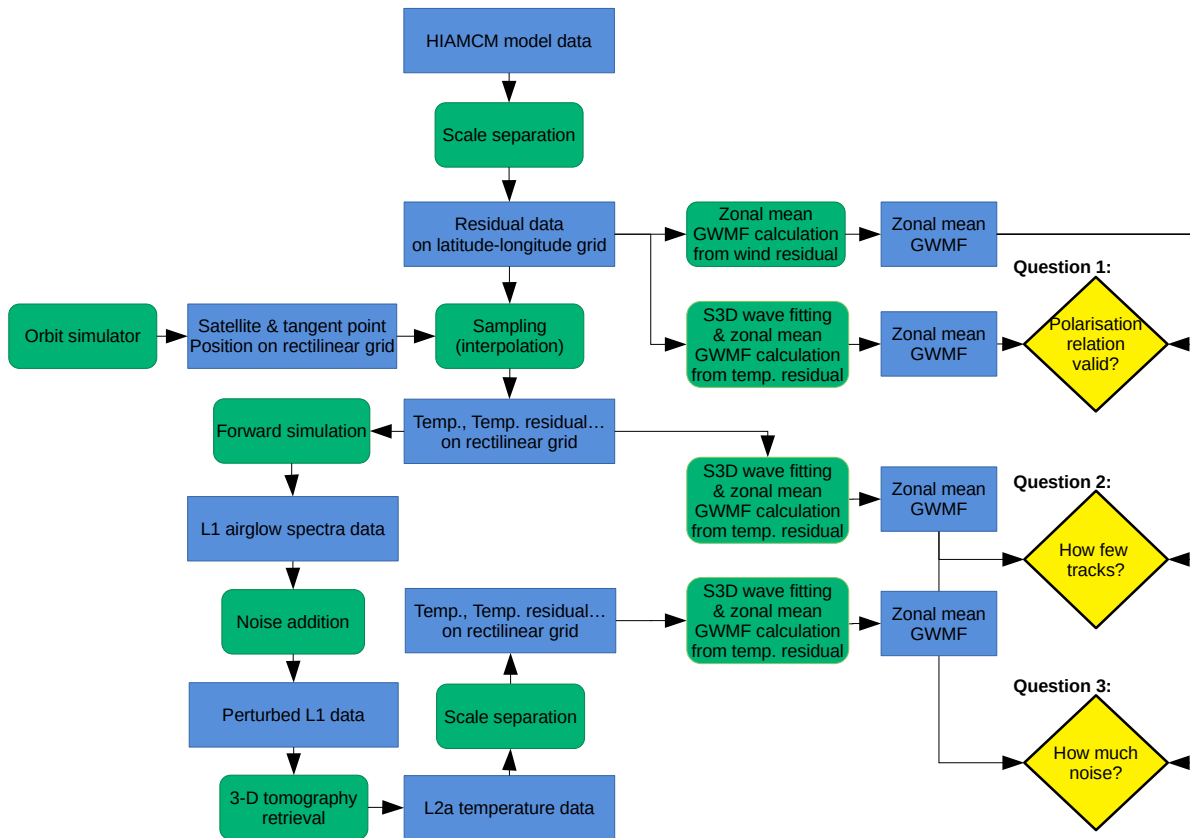 HIAMCM model data
Scale separation
Residual data
on latitude-longitude grid
Zonal mean
GWMF calculation
from wind residual
Zonal mean
GWMF
Question 1:
Polarisation
relation
valid?
Orbit simulator
Satellite & tangent point
Position on rectilinear grid
Sampling
(interpolation)
S3D wave fitting
& zonal mean
GWMF calculation
from temp. residual
Zonal mean
GWMF
Forward simulation
Temp., Temp. residual…
on rectilinear grid
S3D wave fitting
& zonal mean
GWMF calculation
from temp. residual
Zonal mean
GWMF
Question 2:
How few
tracks?
L1 airglow spectra data
Noise addition
Temp., Temp. residual…
on rectilinear grid
S3D wave fitting
& zonal mean
GWMF calculation
from temp. residual
Zonal mean
GWMF
Question 3:
How much
noise?
Perturbed L1 data
Scale separation
3-D tomography
retrieval
L2a temperature data